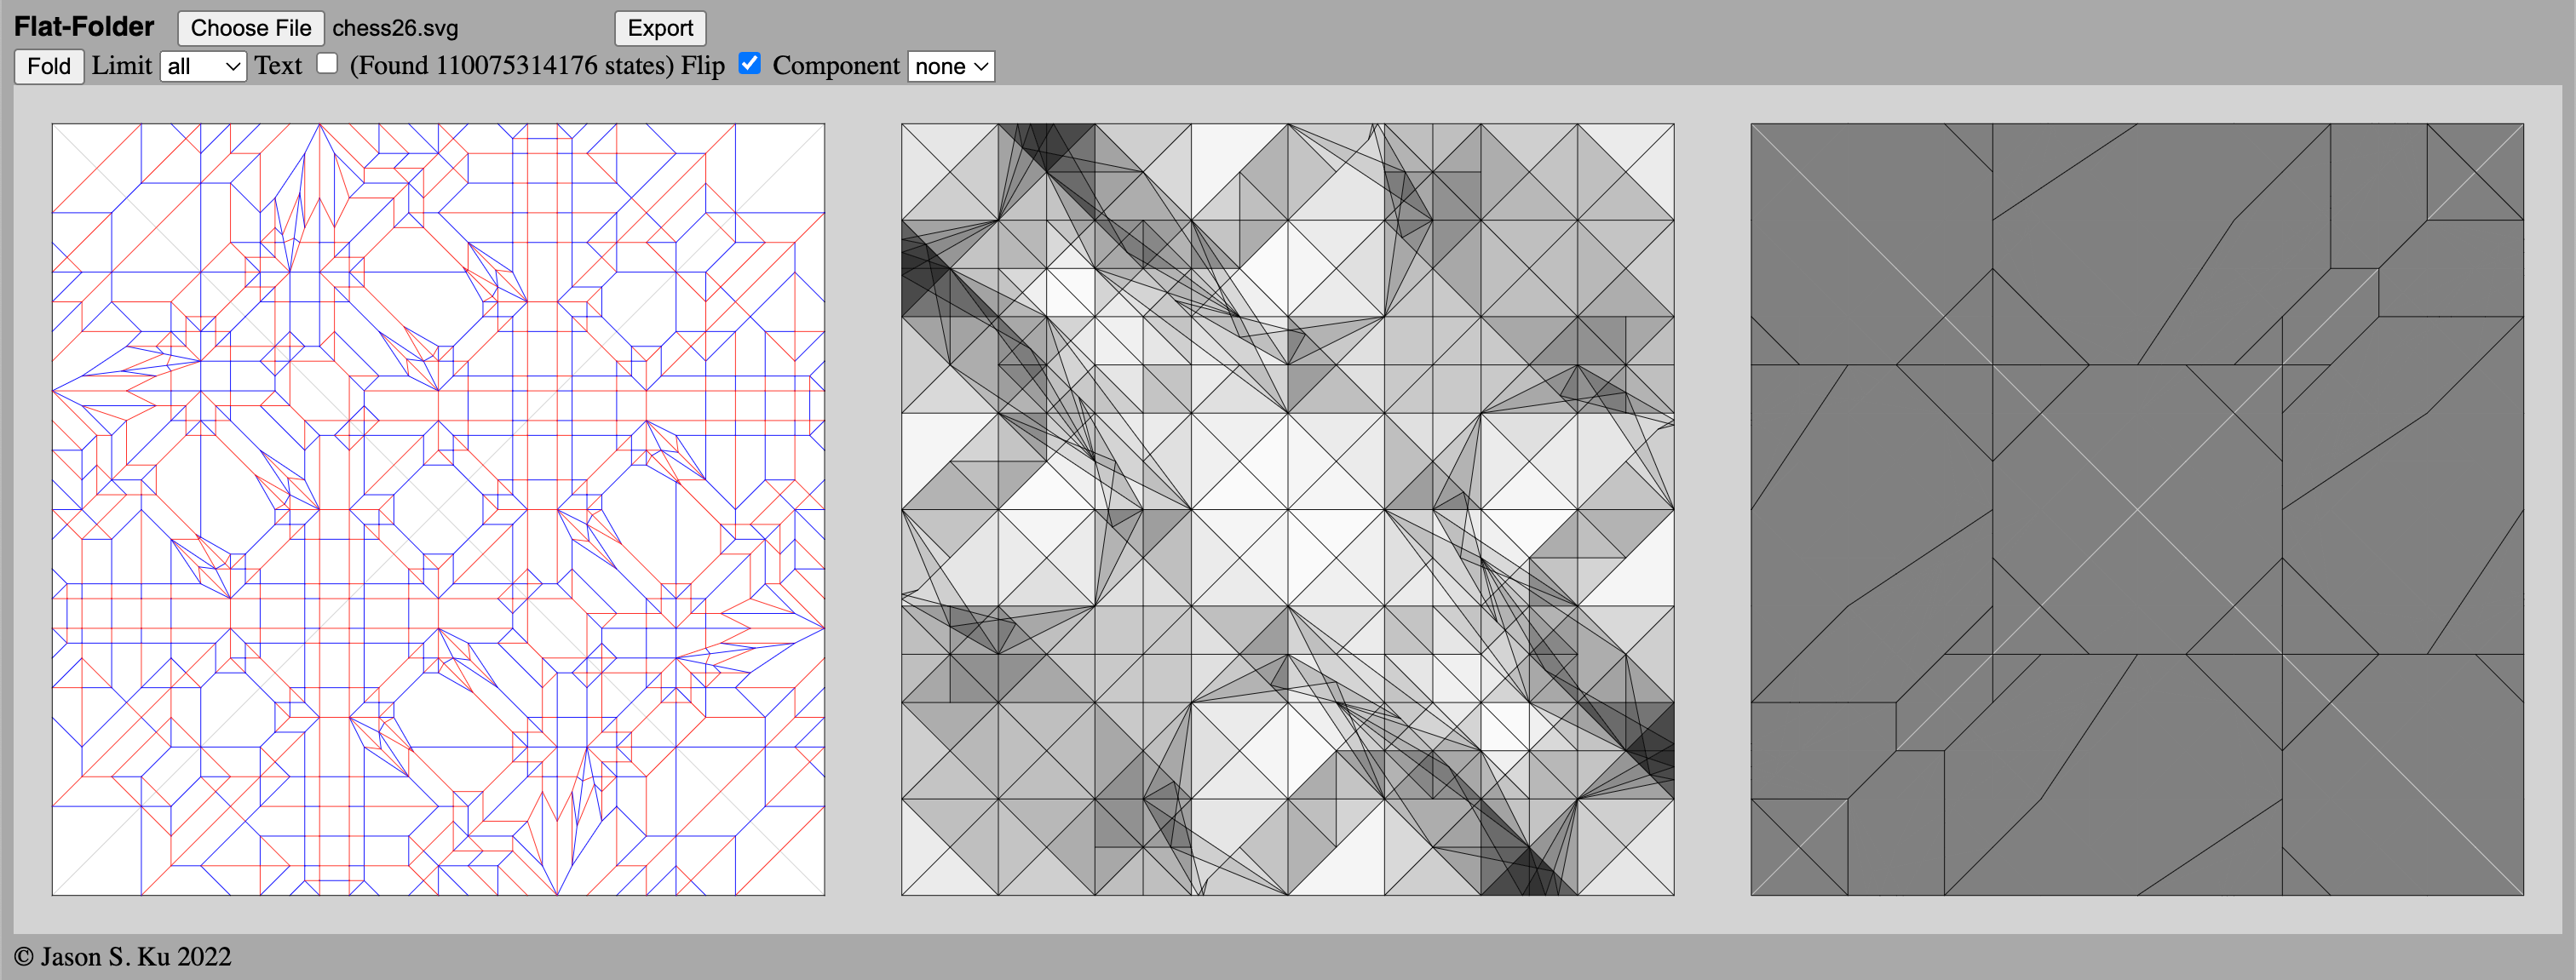 Flat-Folder Choose File chess26.svg Export
Fold Limit all Text (Found 110075314176 states) Flip Component none
© Jason S. Ku 2022